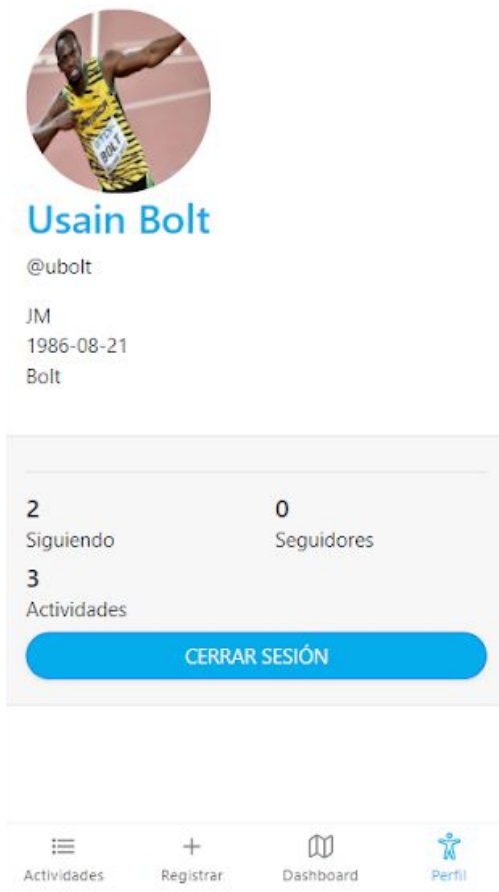 Usain Bolt
@ubolt
JM
1986-08-21
Bolt
2
Siguiendo
0
Seguidores
3
Actividades
CERRAR SESIÓN
Actividades
Registrar
Dashboard
Perfil